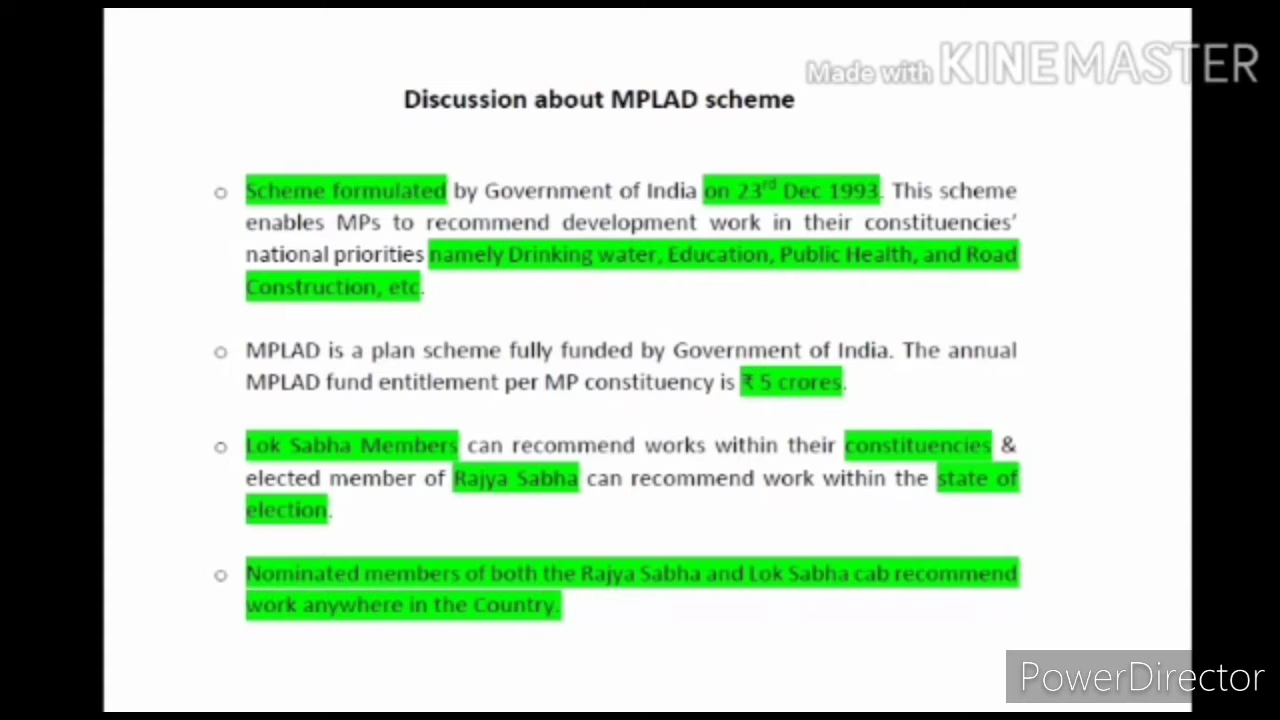 Made with KINEMASTER
Discussion about MPLAD scheme
○ Scheme formulated by Government of India on 23rd Dec 1993. This scheme
enables MPs to recommend development work in their constituencies’
national priorities namely Drinking water, Education, Public Health, and Road
Construction, etc.
○ MPLAD is a plan scheme fully funded by Government of India. The annual
MPLAD fund entitlement per MP constituency is ₹ 5 crores.
○ Lok Sabha Members can recommend works within their constituencies &
elected member of Rajya Sabha can recommend work within the state of
election.
○ Nominated members of both the Rajya Sabha and Lok Sabha cab recommend
work anywhere in the Country.
PowerDirector